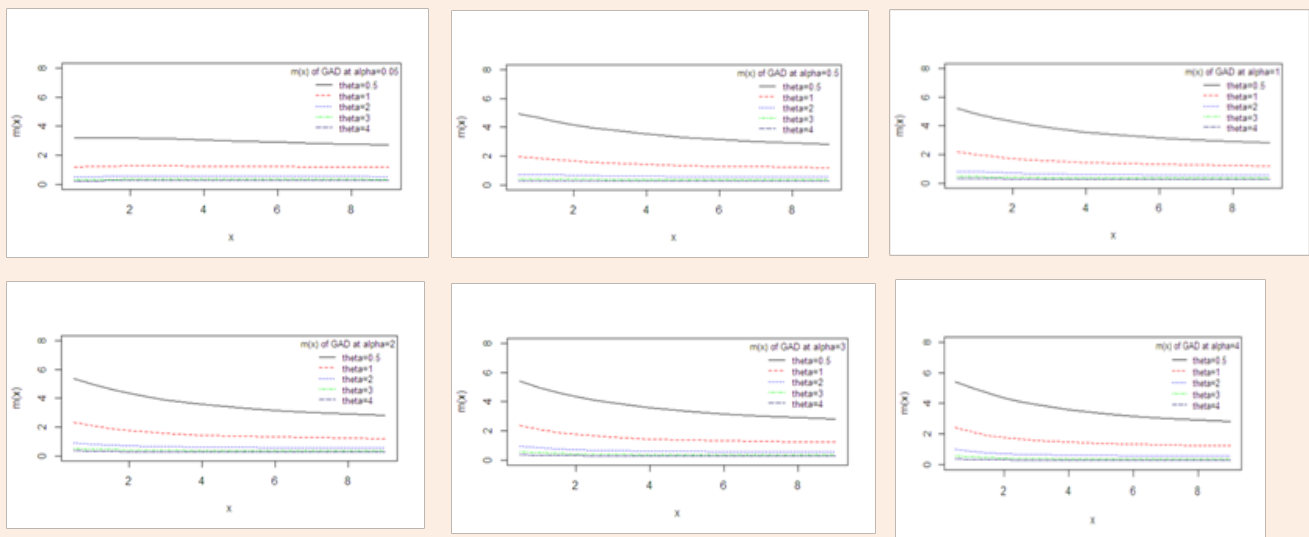 m(x) of GAD at alpha=0.05
theta=0.5
theta=1
theta=2
theta=3
theta=4
m(x)
0 2 4 6 8
2 4 6 8
x
m(x) of GAD at alpha=0.5
theta=0.5
theta=1
theta=2
theta=3
theta=4
m(x)
0 2 4 6 8
2 4 6 8
x
m(x) of GAD at alpha=1
theta=0.5
theta=1
theta=2
theta=3
theta=4
m(x)
0 2 4 6 8
2 4 6 8
x
m(x) of GAD at alpha=2
theta=0.5
theta=1
theta=2
theta=3
theta=4
m(x)
0 2 4 6 8
2 4 6 8
x
m(x) of GAD at alpha=3
theta=0.5
theta=1
theta=2
theta=3
theta=4
m(x)
0 2 4 6 8
2 4 6 8
x
m(x) of GAD at alpha=4
theta=0.5
theta=1
theta=2
theta=3
theta=4
m(x)
0 2 4 6 8
2 4 6 8
x